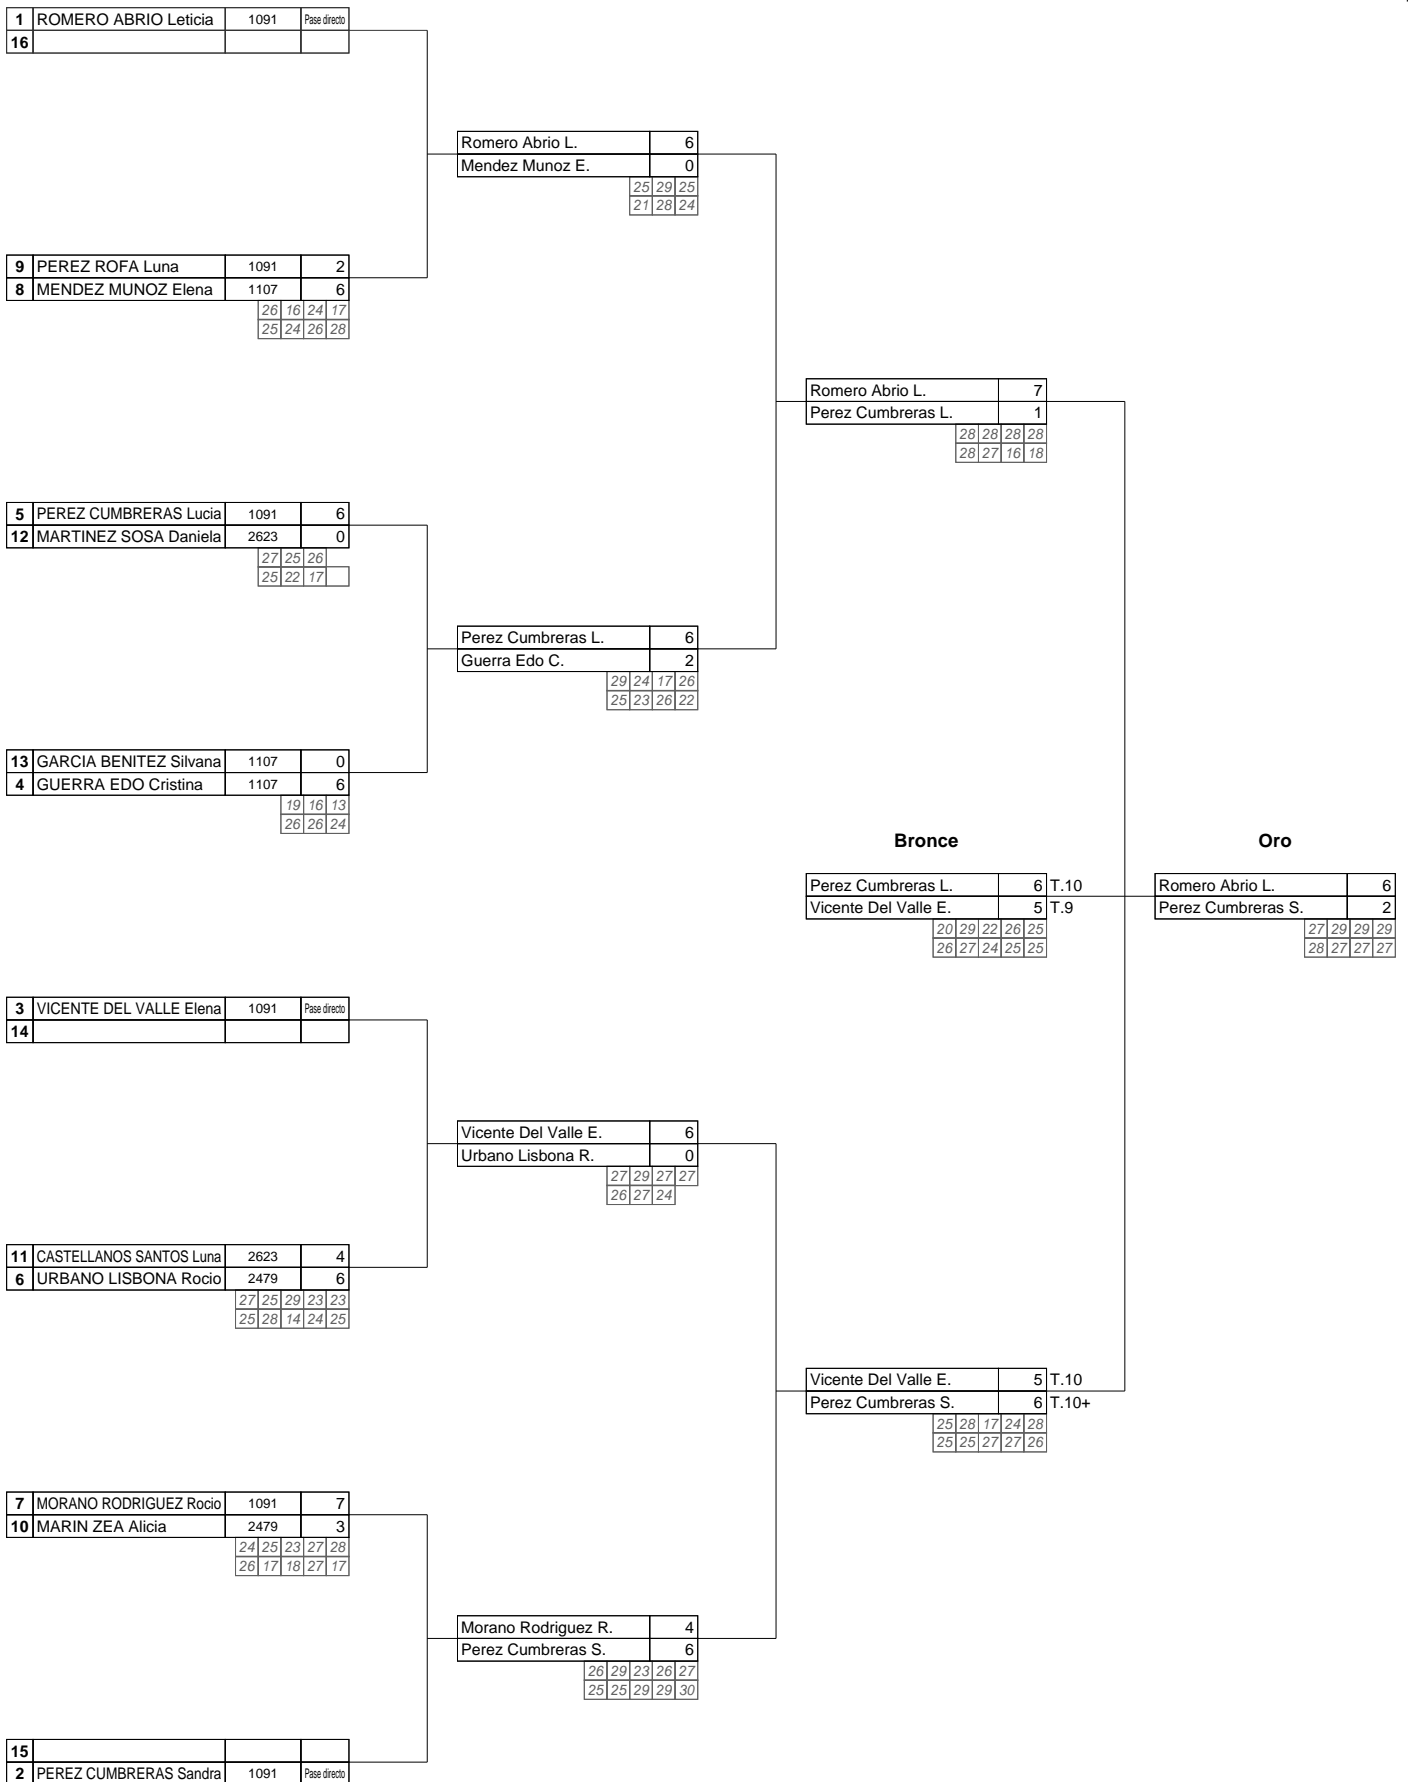 1 ROMERO ABRIO Leticia 1091 Pase directo
16
Romero Abrio L. 6
Mendez Munoz E. 0
25 29 25
21 28 24
9 PEREZ ROFA Luna 1091 2
8 MENDEZ MUNOZ Elena 1107 6
26 16 24 17
25 24 26 28
Romero Abrio L. 7
Perez Cumbreras L. 1
28 28 28 28
28 27 16 18
5 PEREZ CUMBRERAS Lucia 1091 6
12 MARTINEZ SOSA Daniela 2623 0
27 25 26
25 22 17
Perez Cumbreras L. 6
Guerra Edo C. 2
29 24 17 26
25 23 26 22
13 GARCIA BENITEZ Silvana 1107 0
4 GUERRA EDO Cristina 1107 6
19 16 13
26 26 24
Bronce
Perez Cumbreras L. 6 T.10
Vicente Del Valle E. 5 T.9
20 29 22 26 25
26 27 24 25 25
Oro
Romero Abrio L. 6
Perez Cumbreras S. 2
27 29 29 29
28 27 27 27
3 VICENTE DEL VALLE Elena 1091 Pase directo
14
Vicente Del Valle E. 6
Urbano Lisbona R. 0
27 29 27 27
26 27 24
11 CASTELLANOS SANTOS Luna 2623 4
6 URBANO LISBONA Rocio 2479 6
27 25 29 23 23
25 28 14 24 25
Vicente Del Valle E. 5 T.10
Perez Cumbreras S. 6 T.10+
25 28 17 24 28
25 25 27 27 26
7 MORANO RODRIGUEZ Rocio 1091 7
10 MARIN ZEA Alicia 2479 3
24 25 23 27 28
26 17 18 27 17
Morano Rodriguez R. 4
Perez Cumbreras S. 6
26 29 23 26 27
25 25 29 29 30
15
2 PEREZ CUMBRERAS Sandra 1091 Pase directo